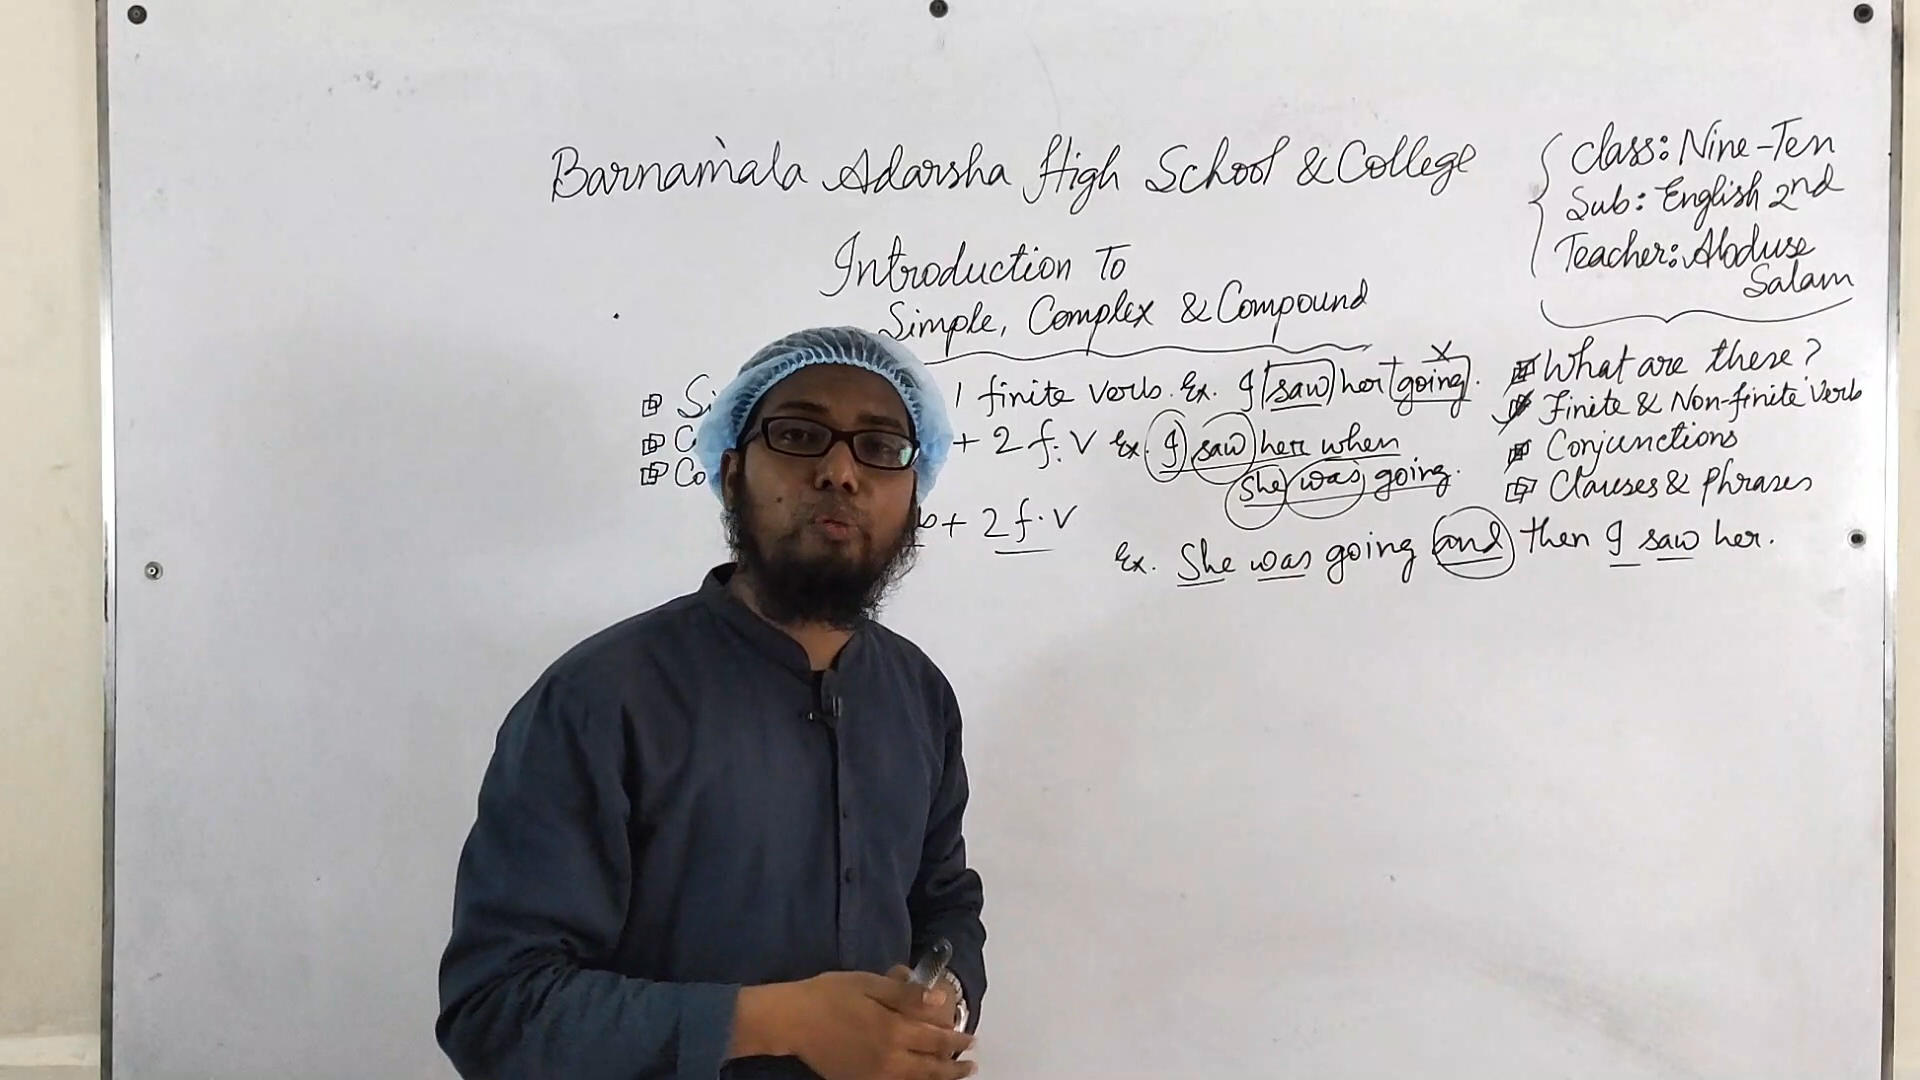 Barnamala Adarsha High School & College
Class: Nine-Ten
Sub: English 2nd
Teacher: Abduse
Salam
Introduction To
Simple, Complex & Compound
Si
1 finite verb. Ex. I saw her going.
C
+ 2 f. V Ex. I saw her when
she was going.
Co
+ 2 f. V
Ex. She was going and then I saw her.
What are these?
Finite & Non-finite verb
Conjunctions
Clauses & Phrases